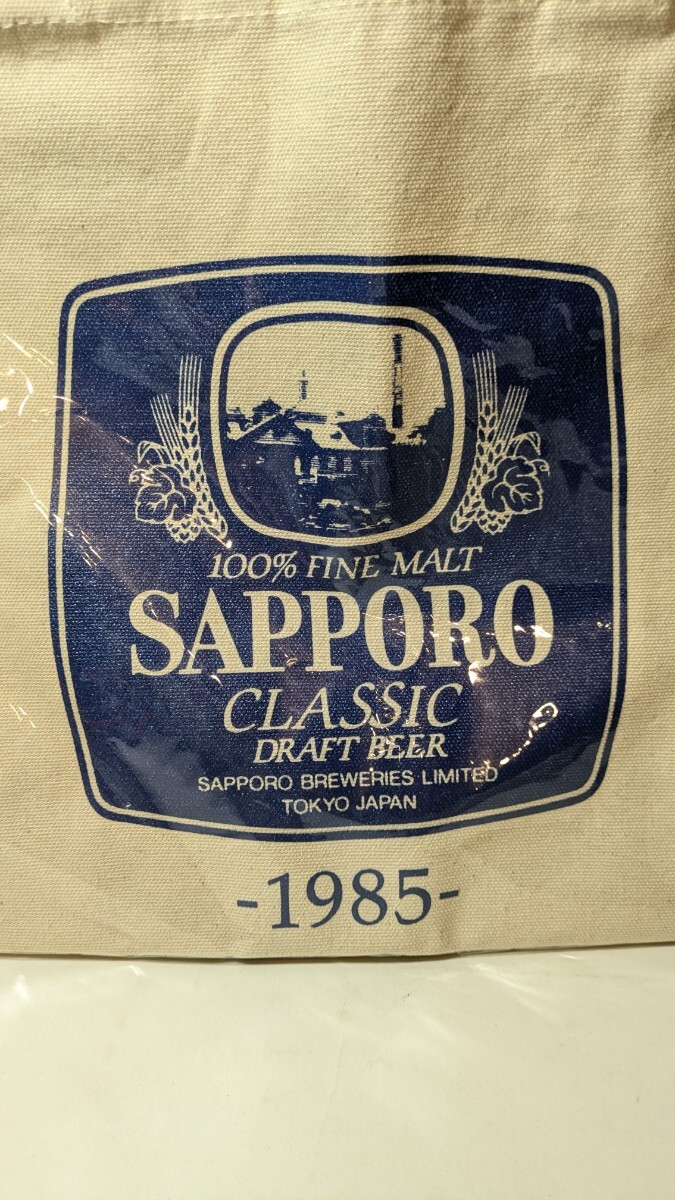 100% FINE MALT
SAPPORO
CLASSIC
DRAFT BEER
SAPPORO BREWERIES LIMITED
TOKYO JAPAN
-1985-